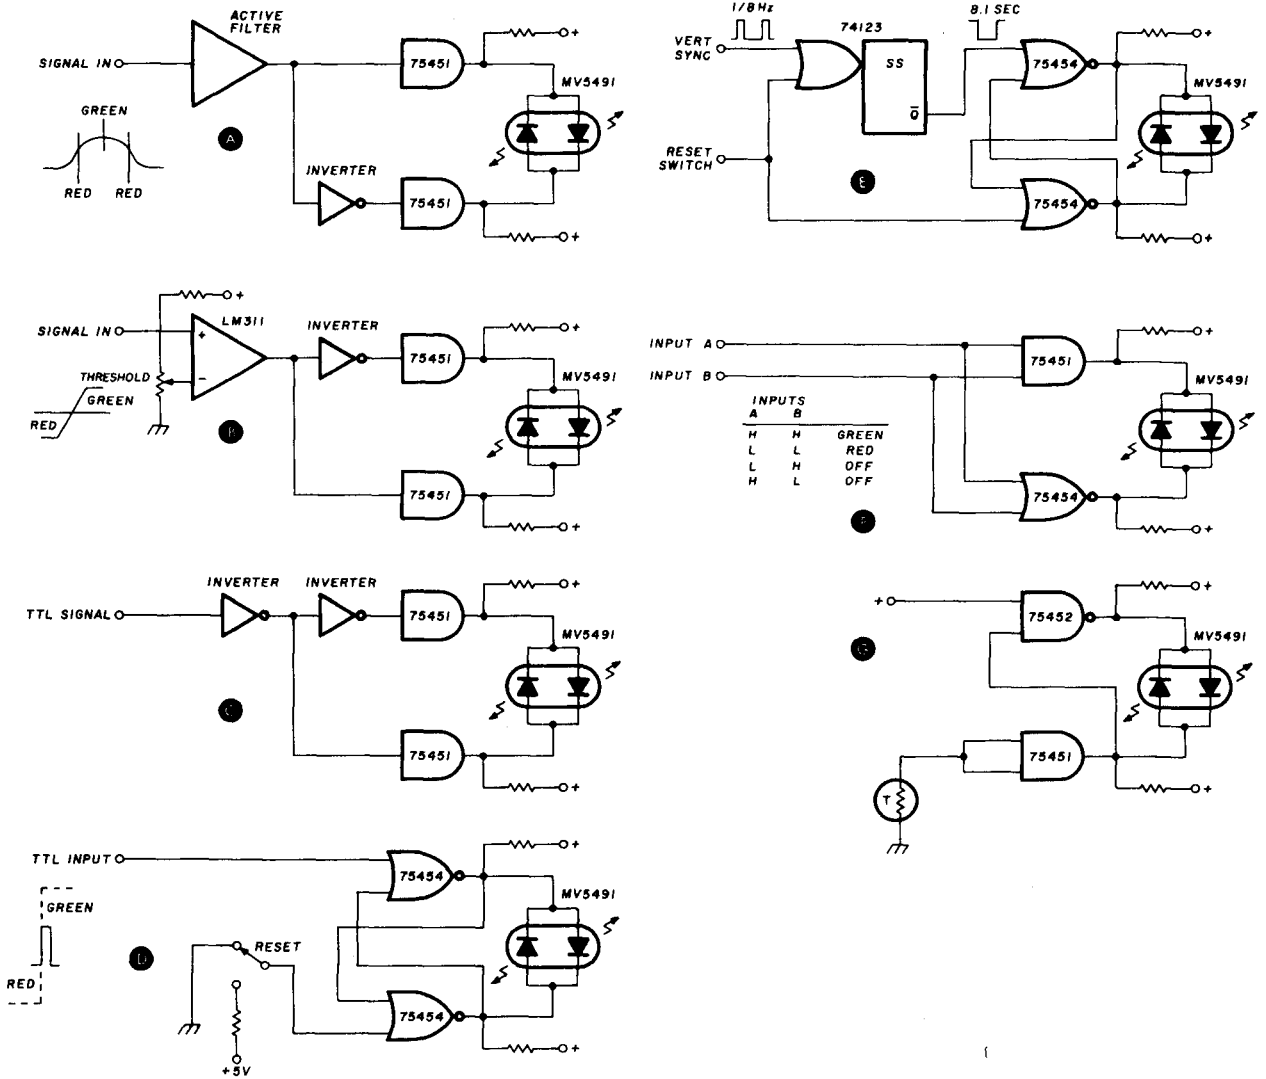 ACTIVE
FILTER
SIGNAL IN
75451
+
MV5491
GREEN
RED RED
A
INVERTER
75451
+
+
SIGNAL IN
LM311
+
-
THRESHOLD
GREEN
RED
B
INVERTER
75451
+
MV5491
75451
+
TTL SIGNAL
INVERTER INVERTER
75451
+
MV5491
C
75451
+
TTL INPUT
75454
+
MV5491
GREEN
RED
D
RESET
+5V
75454
+
1/8 Hz
VERT
SYNC
74123
SS
Q
8.1 SEC
75454
+
MV5491
RESET
SWITCH
E
75454
+
INPUT A
INPUT B
75451
+
MV5491
INPUTS
A B
H H GREEN
L L RED
L H OFF
H L OFF
F
75454
+
+
75452
+
MV5491
G
75451
+
T